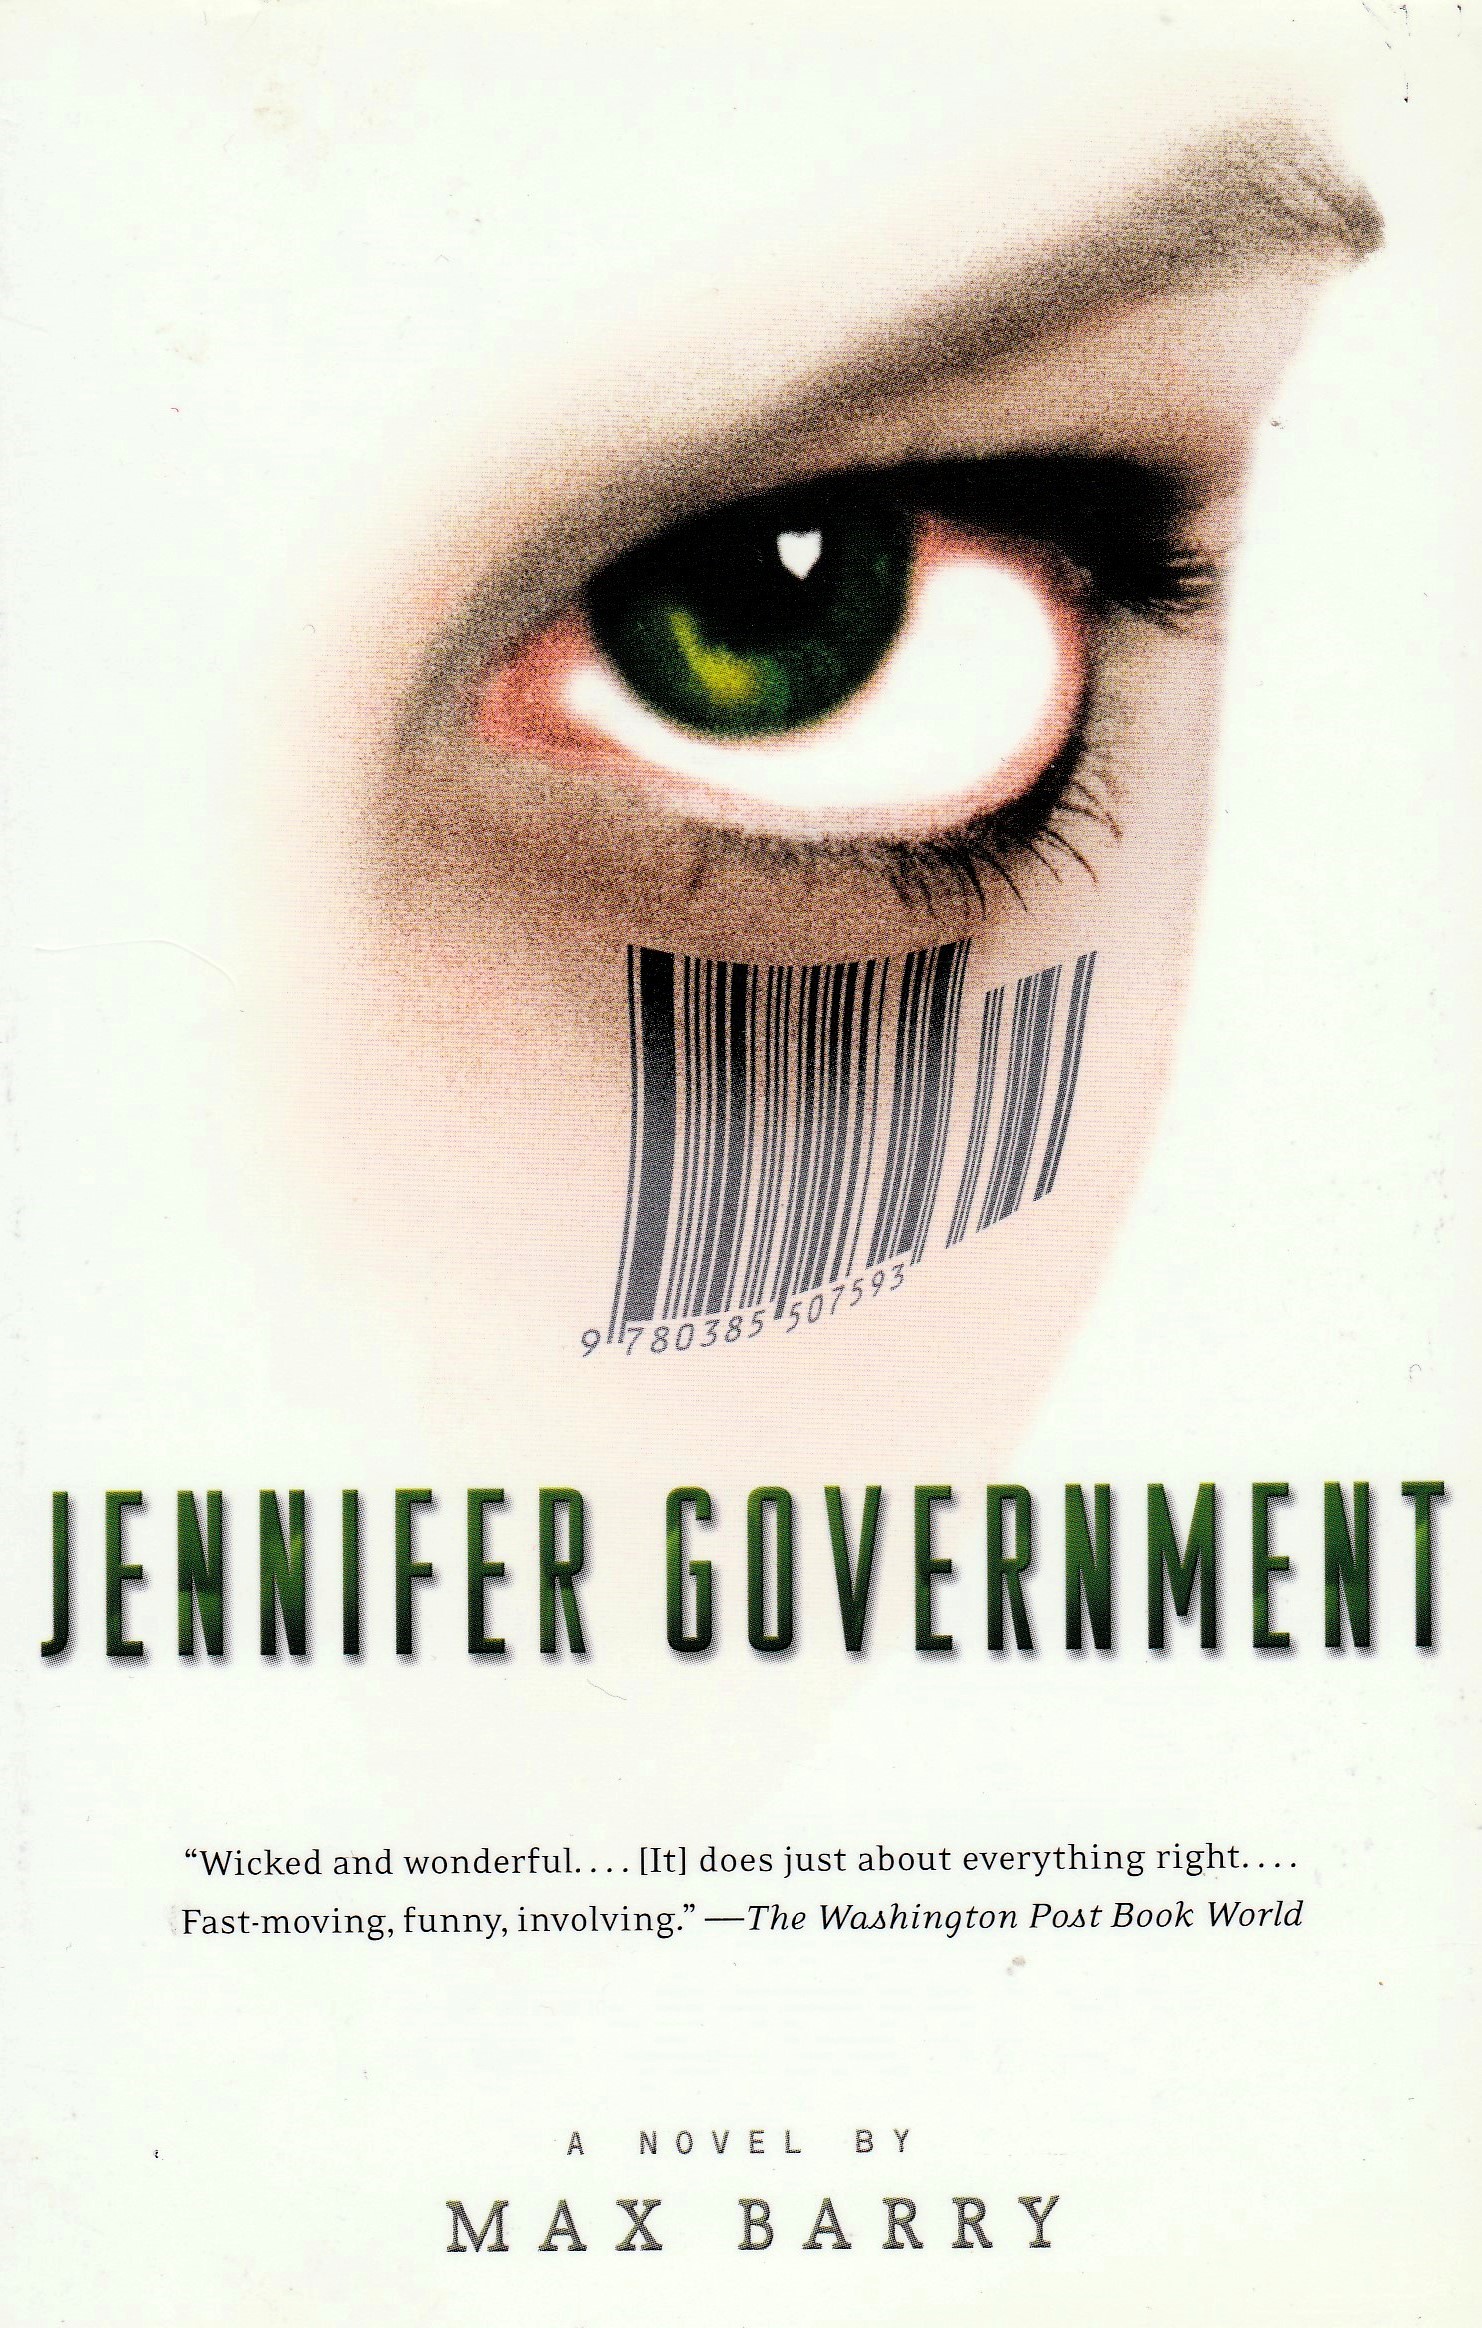 9 780385 507593
JENNIFER GOVERNMENT
“Wicked and wonderful.... [It] does just about everything right....
Fast-moving, funny, involving.” —The Washington Post Book World
A NOVEL BY
MAX BARRY